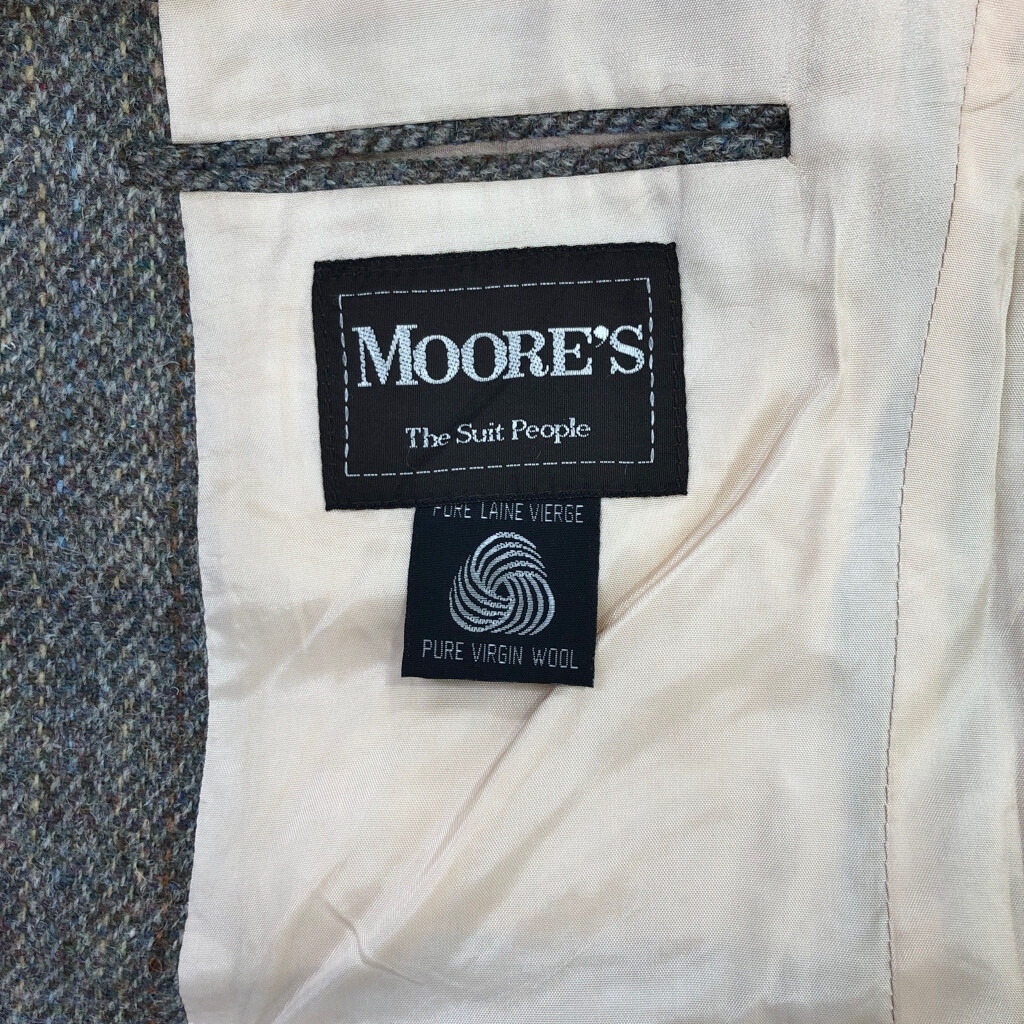 MOORE'S
The Suit People
PURE LAINE VIERGE
PURE VIRGIN WOOL